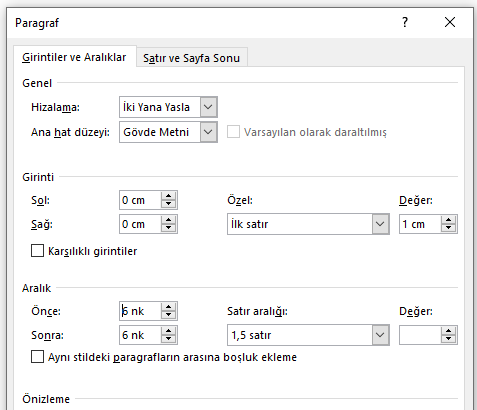 Paragraf ? ×
Girintiler ve Aralıklar Satır ve Sayfa Sonu
Genel
Hizalama: İki Yana Yasla
Ana hat düzeyi: Gövde Metni Varsayılan olarak daraltılmış
Girinti
Sol: 0 cm Özel: Değer:
Sağ: 0 cm İlk satır 1 cm
Karşılıklı girintiler
Aralık
Önce: 6 nk Satır aralığı: Değer:
Sonra: 6 nk 1,5 satır
Aynı stildeki paragrafların arasına boşluk ekleme
Önizleme